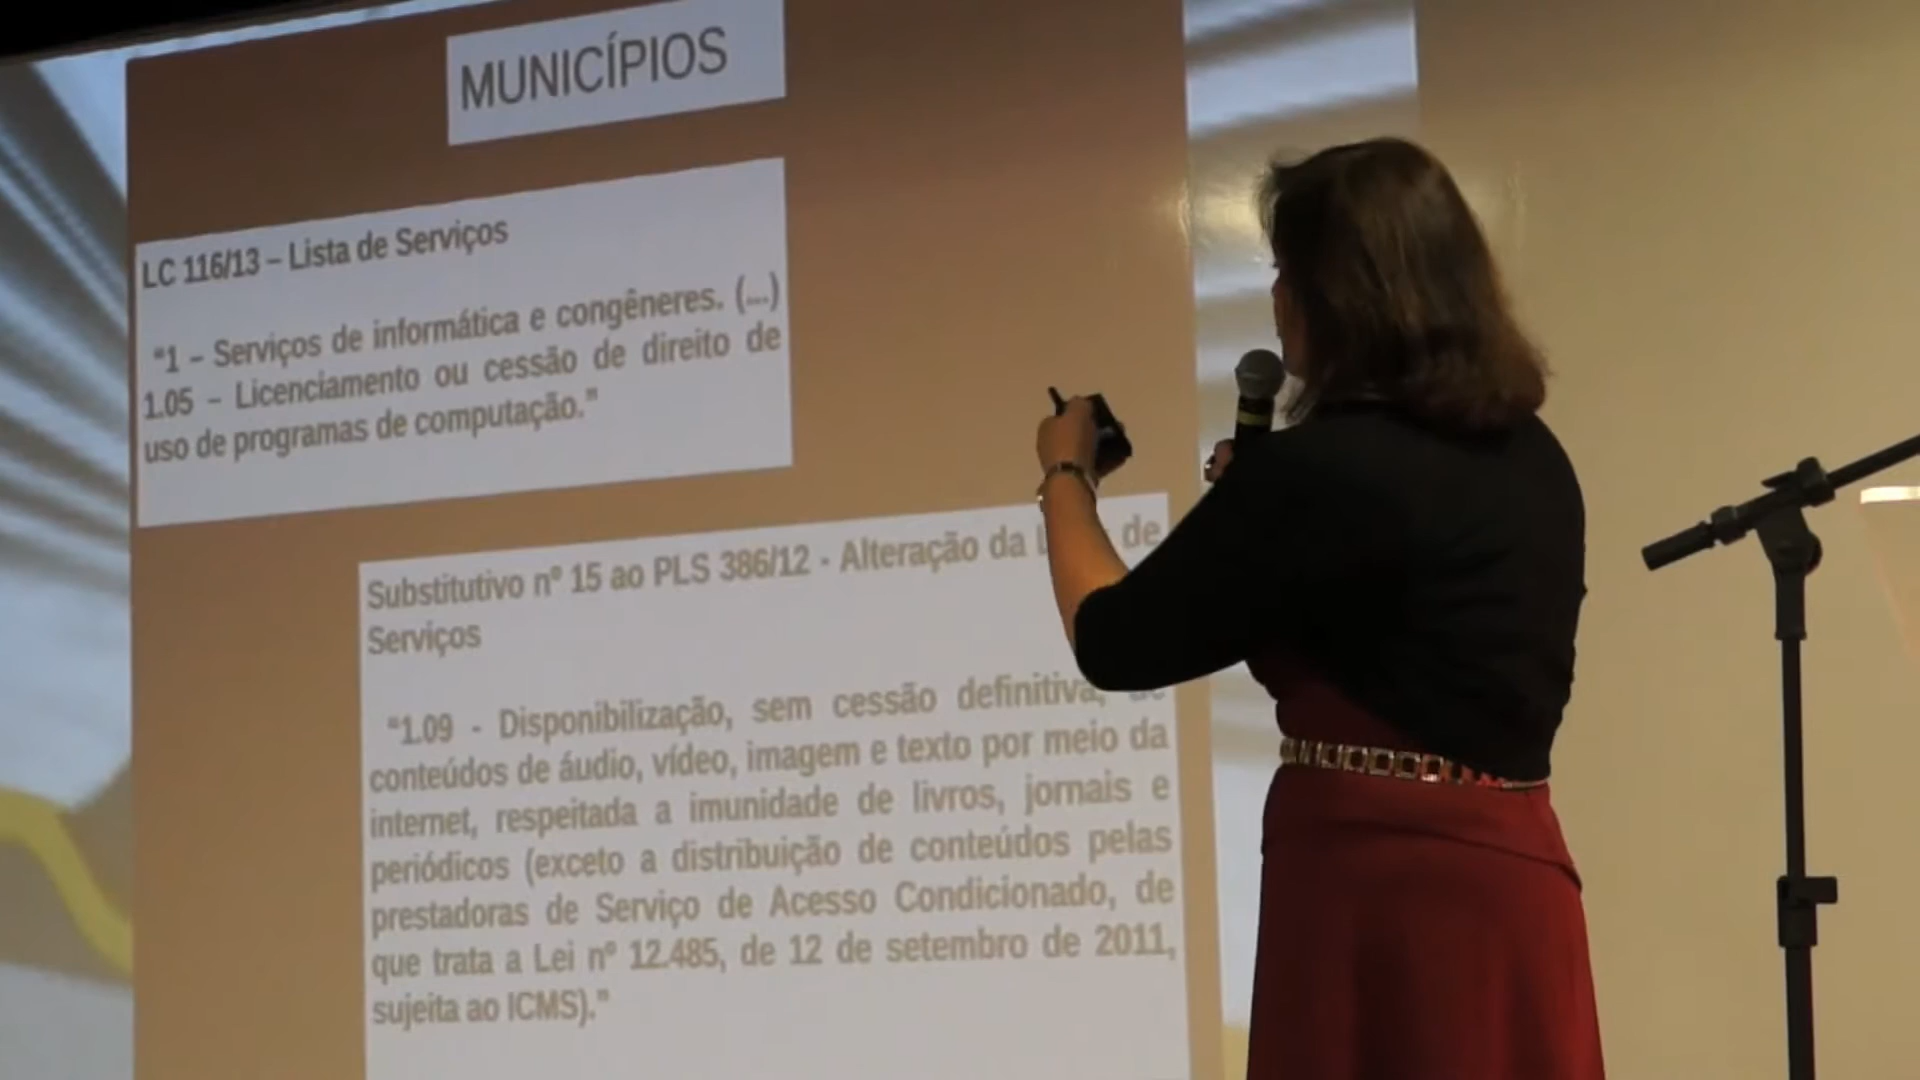 MUNICÍPIOS
LC 116/13 – Lista de Serviços
“1 – Serviços de informática e congêneres. (...)
1.05 – Licenciamento ou cessão de direito de
uso de programas de computação.”
Substitutivo nº 15 ao PLS 386/12 - Alteração da de
Serviços
“1.09 - Disponibilização, sem cessão definitiva,
conteúdos de áudio, vídeo, imagem e texto por meio da
internet, respeitada a imunidade de livros, jornais e
periódicos (exceto a distribuição de conteúdos pelas
prestadoras de Serviço de Acesso Condicionado, de
que trata a Lei nº 12.485, de 12 de setembro de 2011,
sujeita ao ICMS).”